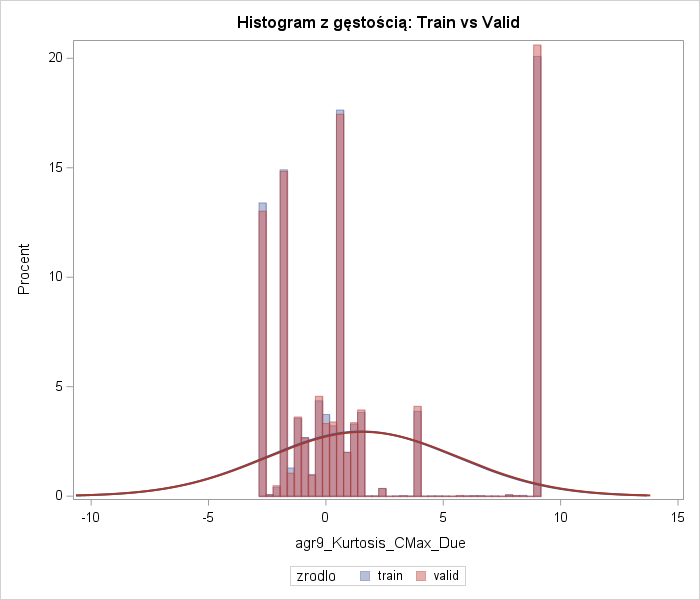 Histogram z gęstością: Train vs Valid
Procent
20
15
10
5
0
-10 -5 0 5 10 15
agr9_Kurtosis_CMax_Due
zrodlo train valid